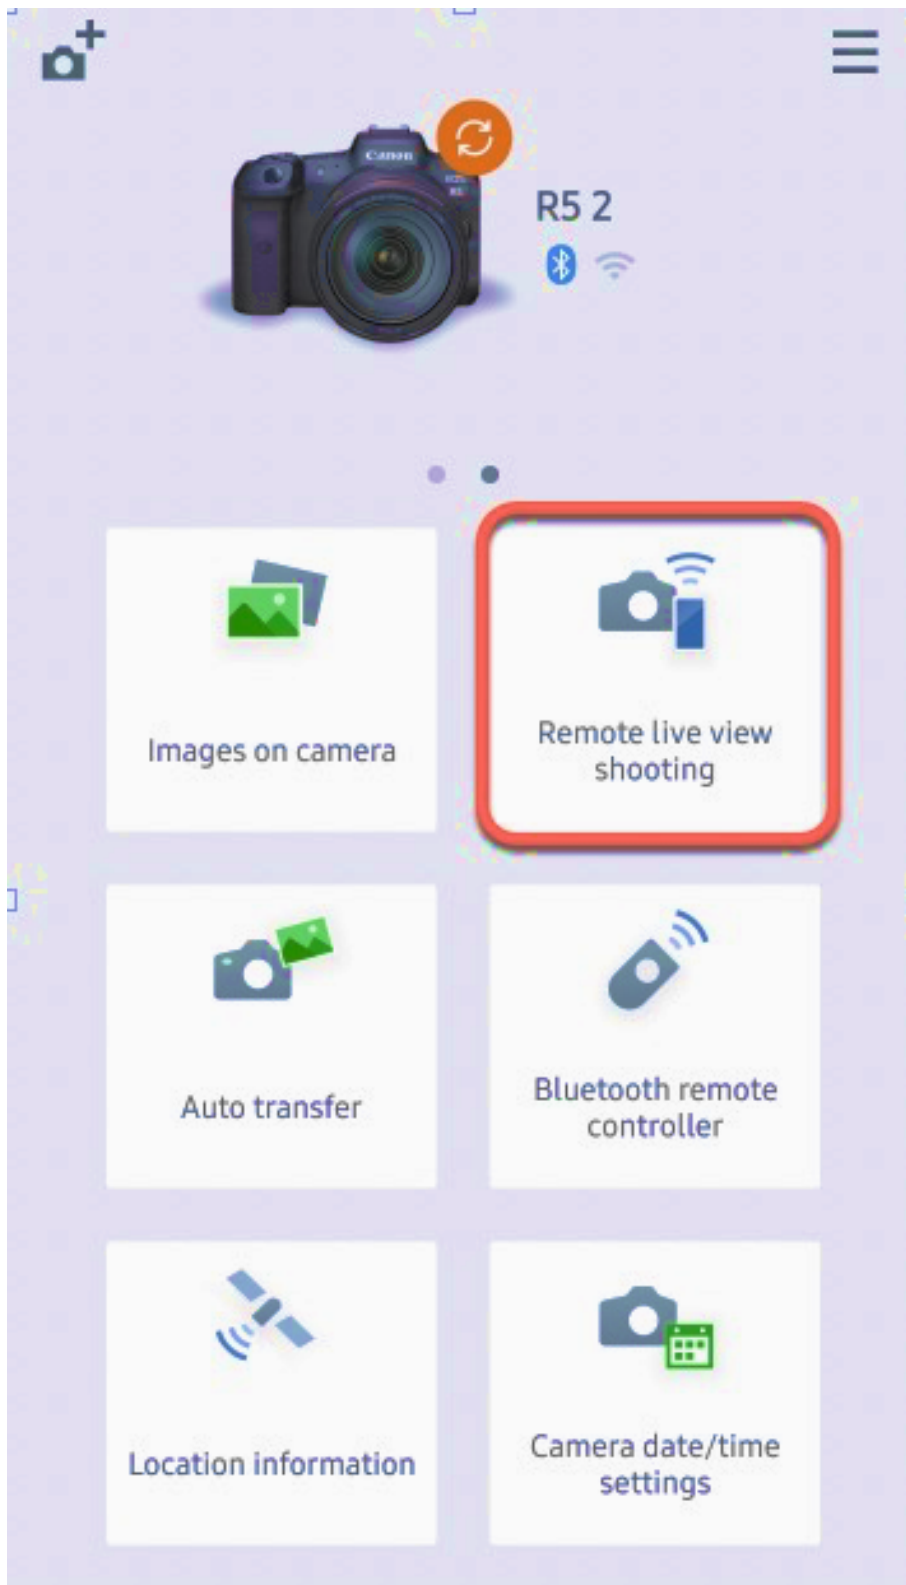 Canon
R5 2
Images on camera
Remote live view
shooting
Auto transfer
Bluetooth remote
controller
Location information
Camera date/time
settings